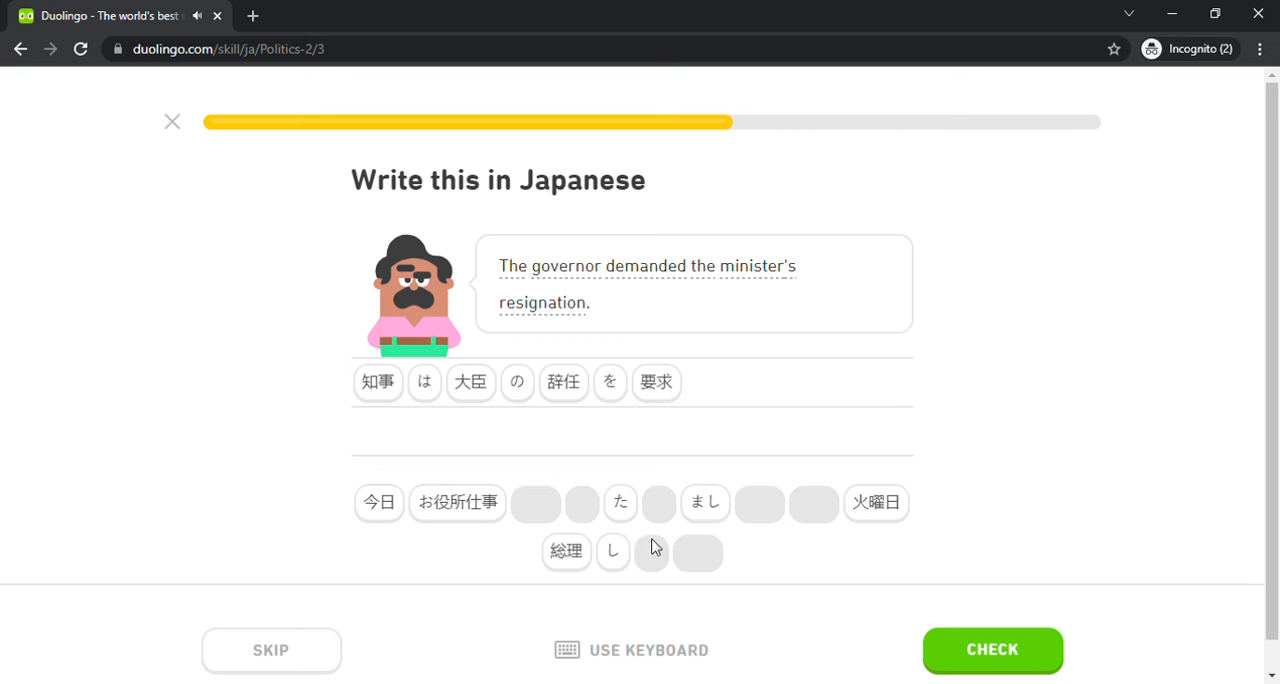 Duolingo - The world's best
duolingo.com/skill/ja/Politics-2/3
Incognito (2)
Write this in Japanese
The governor demanded the minister's
resignation.
知事 は 大臣 の 辞任 を 要求
今日 お役所仕事 た まし 火曜日
総理 し
SKIP
USE KEYBOARD
CHECK